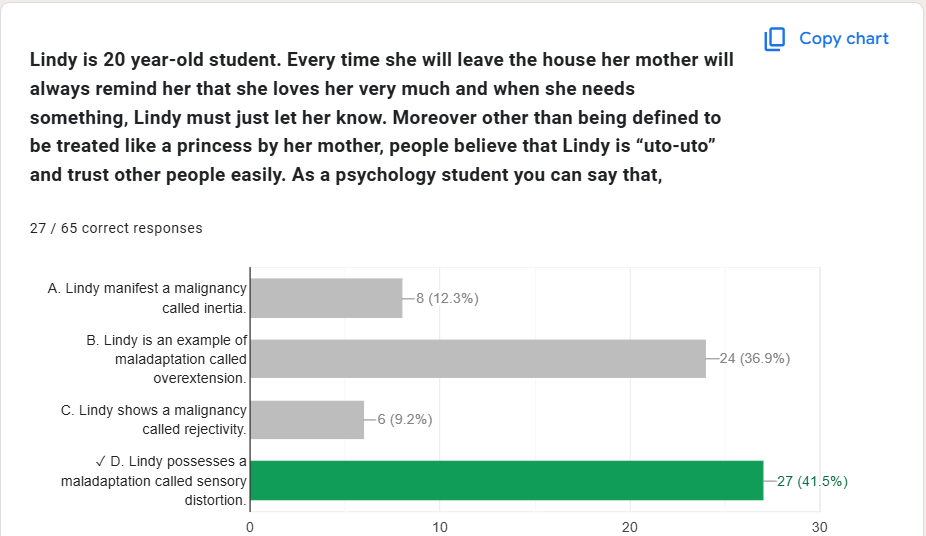 Copy chart
Lindy is 20 year-old student. Every time she will leave the house her mother will
always remind her that she loves her very much and when she needs
something, Lindy must just let her know. Moreover other than being defined to
be treated like a princess by her mother, people believe that Lindy is “uto-uto”
and trust other people easily. As a psychology student you can say that,
27 / 65 correct responses
A. Lindy manifest a malignancy
called inertia.
8 (12.3%)
B. Lindy is an example of
maladaptation called
overextension.
24 (36.9%)
C. Lindy shows a malignancy
called rejectivity.
6 (9.2%)
✓ D. Lindy possesses a
maladaptation called sensory
distortion.
27 (41.5%)
0 10 20 30